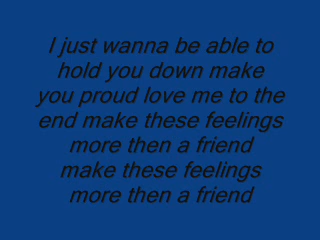 I just wanna be able to
hold you down make
you proud love me to the
end make these feelings
more then a friend
make these feelings
more then a friend